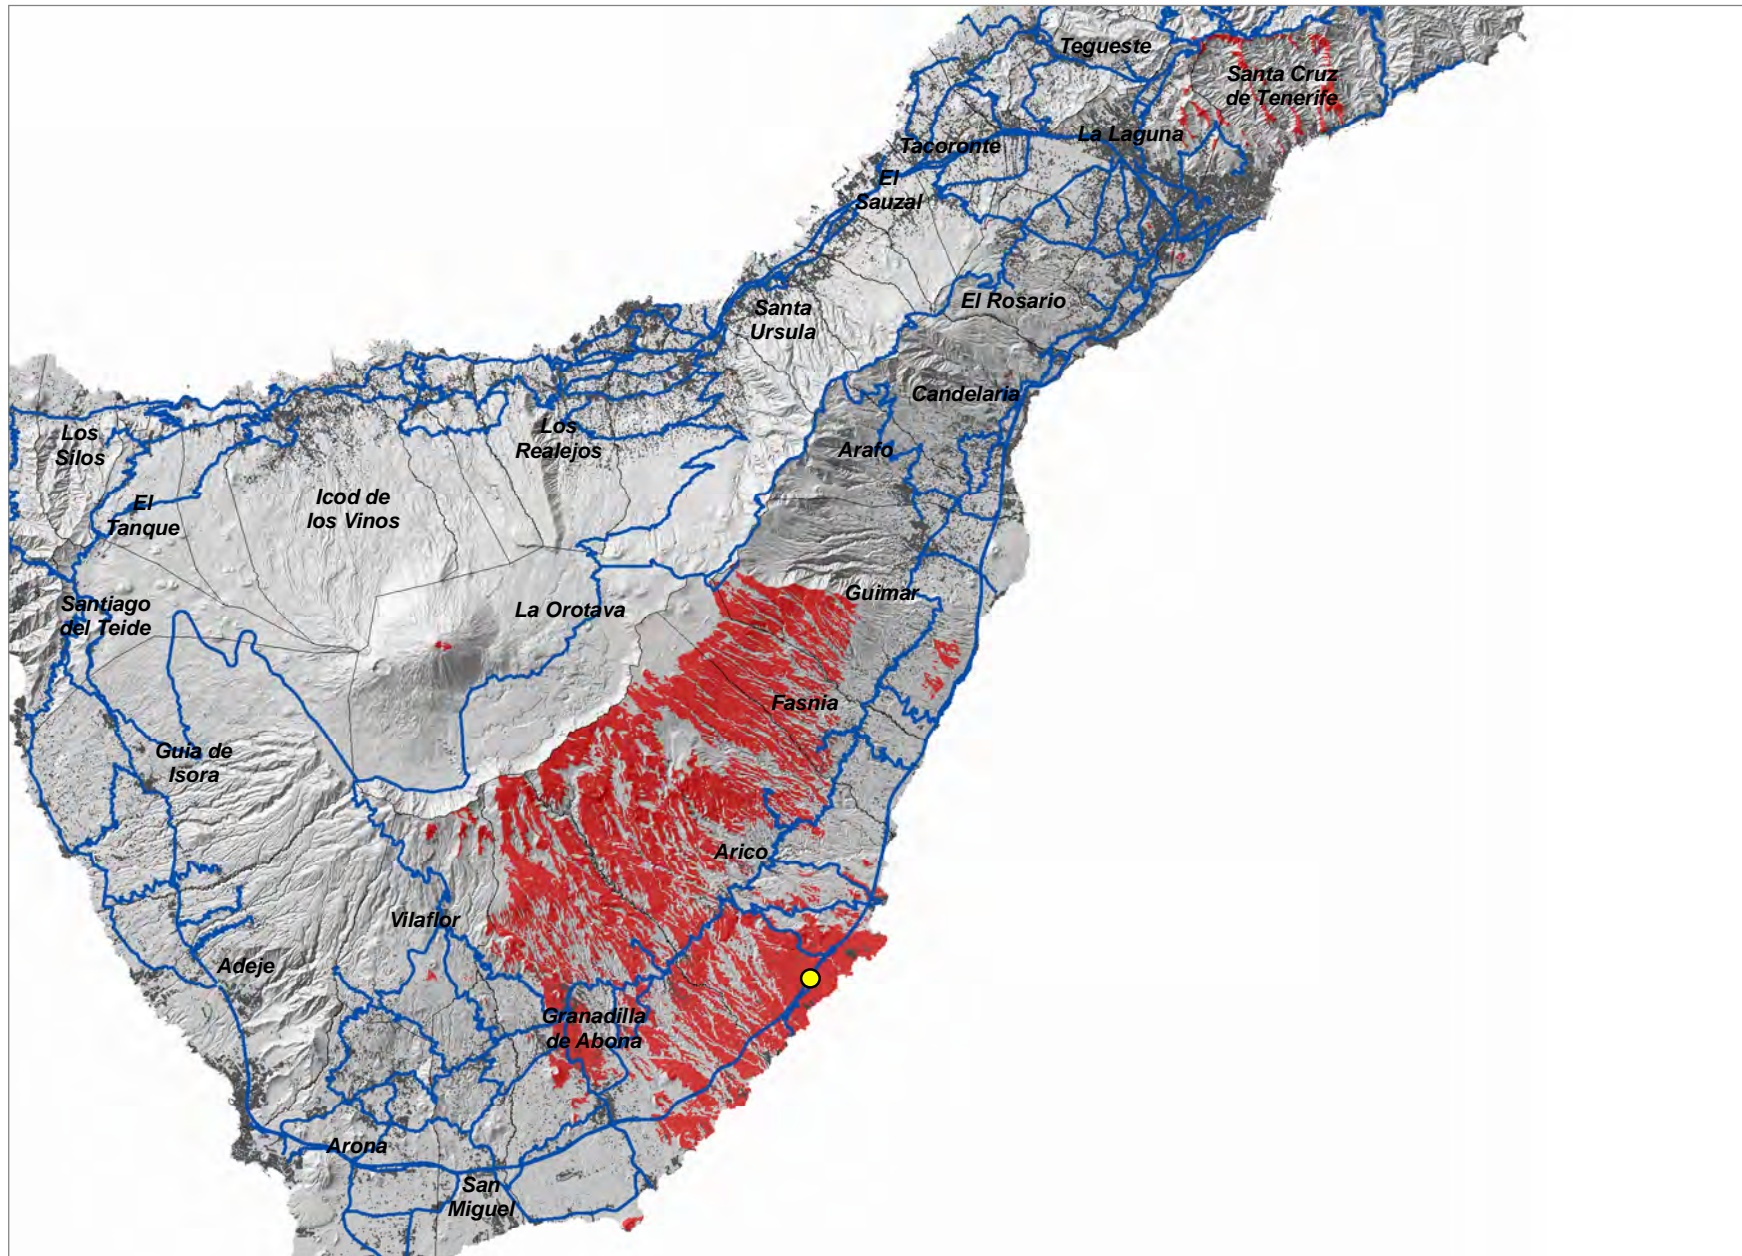 Tegueste
Santa Cruz
de Tenerife
La Laguna
Tacoronte
El
Sauzal
El Rosario
Santa
Ursula
Candelaria
Los
Silos
Los
Realejos
Arafo
El
Tanque
Icod de
los Vinos
Santiago
del Teide
La Orotava
Guimar
Fasnia
Guia de
Isora
Arico
Vilaflor
Adeje
Granadilla
de Abona
Arona
San
Miguel